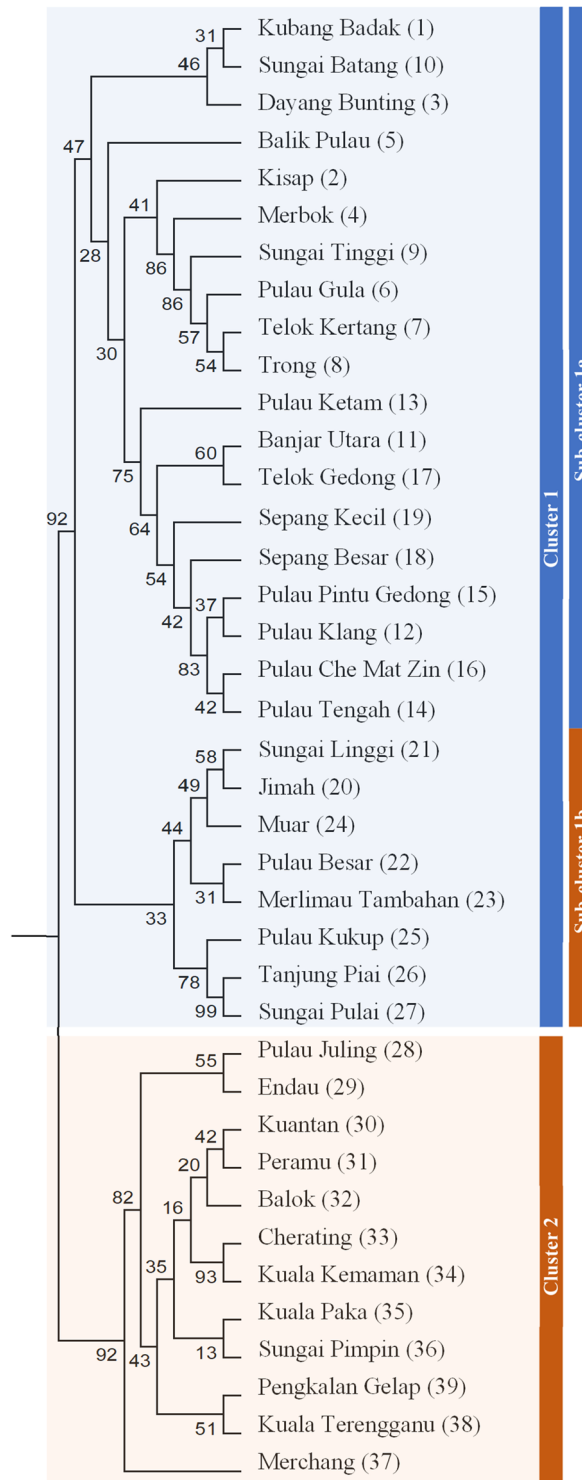 31
Kubang Badak (1)
46
Sungai Batang (10)
Dayang Bunting (3)
47
Balik Pulau (5)
Kisap (2)
41
Merbok (4)
28
86
Sungai Tinggi (9)
86
Pulau Gula (6)
57
Telok Kertang (7)
30
54
Trong (8)
Pulau Ketam (13)
60
Banjar Utara (11)
75
Telok Gedong (17)
64
Sepang Kecil (19)
92
54
Sepang Besar (18)
37
Pulau Pintu Gedong (15)
42
Pulau Klang (12)
83
Pulau Che Mat Zin (16)
42
Pulau Tengah (14)
58
Sungai Linggi (21)
49
Jimah (20)
44
Muar (24)
Pulau Besar (22)
31
Merlimau Tambahan (23)
33
Pulau Kukup (25)
78
Tanjung Piai (26)
99
Sungai Pulai (27)
Cluster 1
Sub-cluster 1a
Sub-cluster 1b
55
Pulau Juling (28)
Endau (29)
42
Kuantan (30)
20
Peramu (31)
82
16
Balok (32)
Cherating (33)
35
93
Kuala Kemaman (34)
Kuala Paka (35)
92
43
13
Sungai Pimpin (36)
Pengkalan Gelap (39)
51
Kuala Terengganu (38)
Merchang (37)
Cluster 2